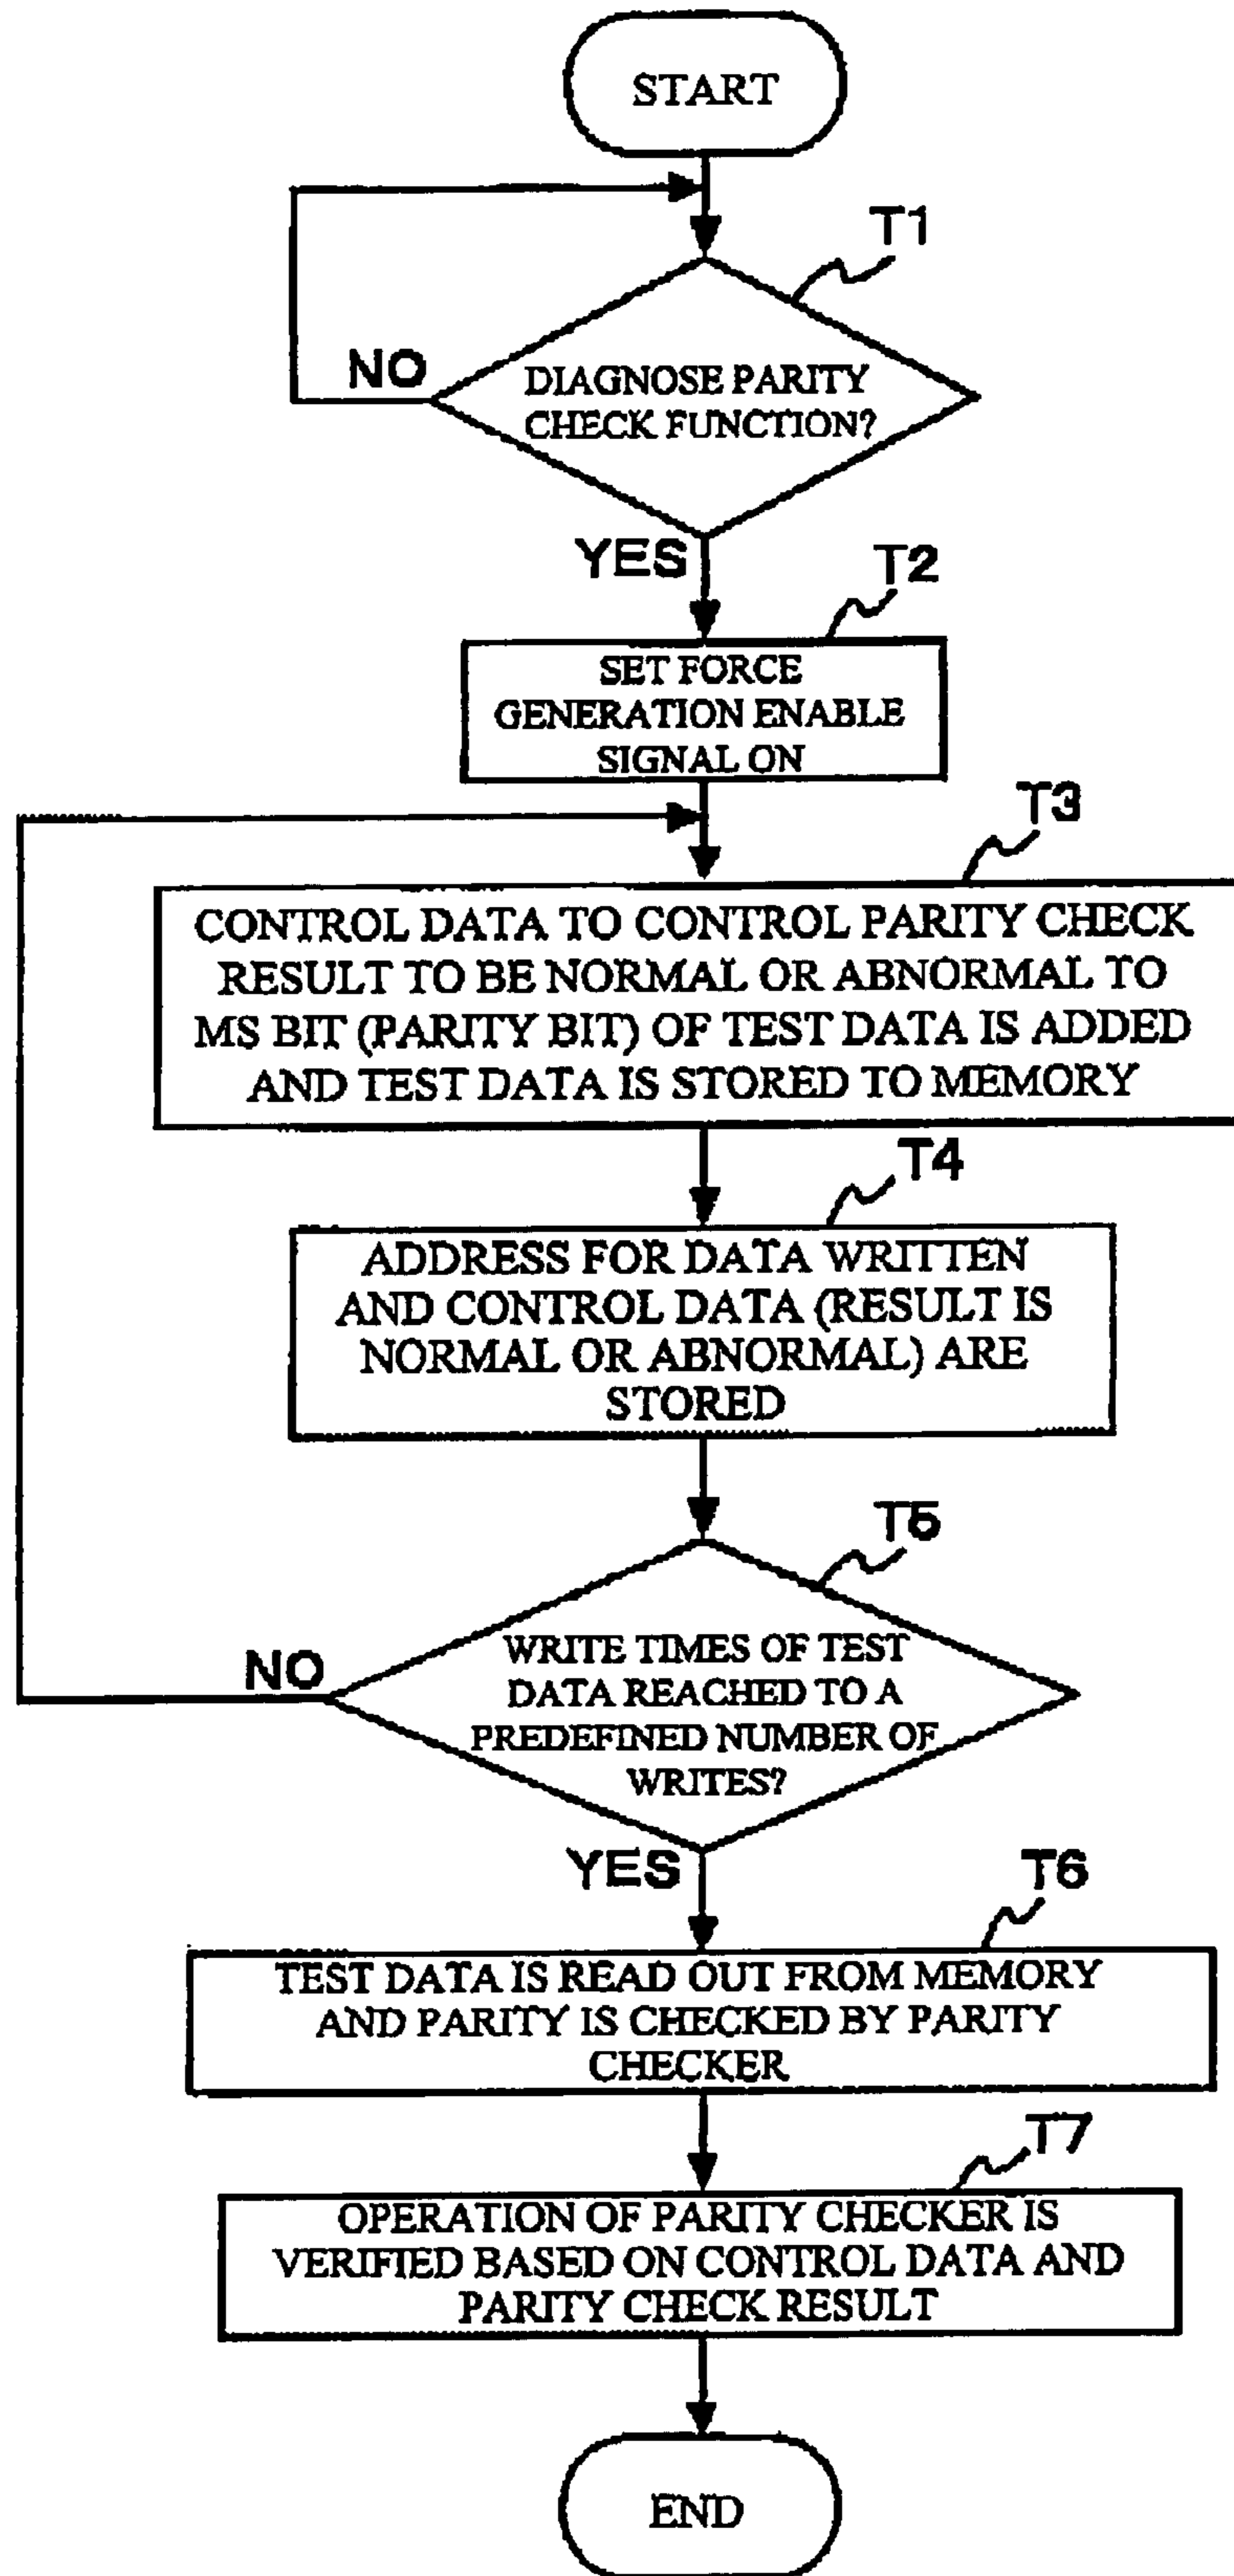 START
T1
NO
DIAGNOSE PARITY
CHECK FUNCTION?
YES
T2
SET FORCE
GENERATION ENABLE
SIGNAL ON
T3
CONTROL DATA TO CONTROL PARITY CHECK
RESULT TO BE NORMAL OR ABNORMAL TO
MS BIT (PARITY BIT) OF TEST DATA IS ADDED
AND TEST DATA IS STORED TO MEMORY
T4
ADDRESS FOR DATA WRITTEN
AND CONTROL DATA (RESULT IS
NORMAL OR ABNORMAL) ARE
STORED
T5
NO
WRITE TIMES OF TEST
DATA REACHED TO A
PREDEFINED NUMBER OF
WRITES?
YES
T6
TEST DATA IS READ OUT FROM MEMORY
AND PARITY IS CHECKED BY PARITY
CHECKER
T7
OPERATION OF PARITY CHECKER IS
VERIFIED BASED ON CONTROL DATA AND
PARITY CHECK RESULT
END